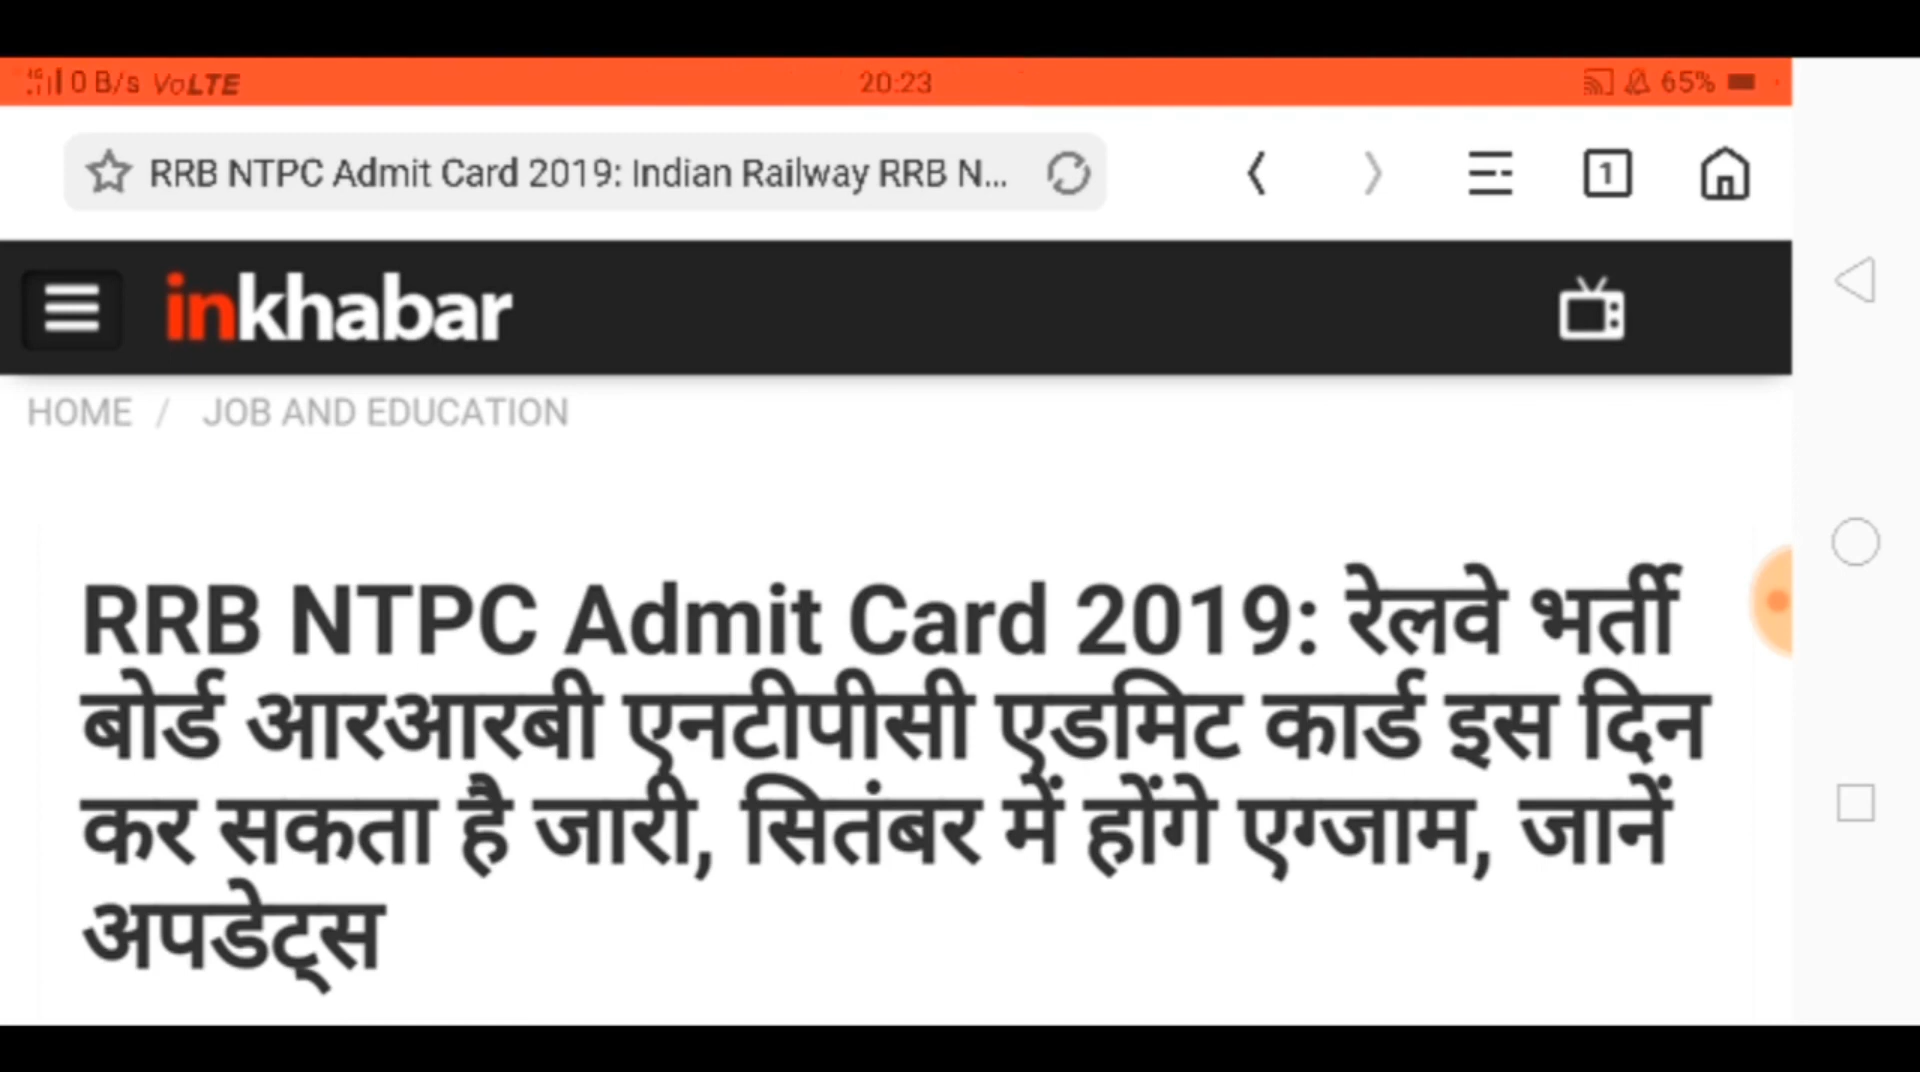 4G 0 B/s VoLTE 20:23 65%
RRB NTPC Admit Card 2019: Indian Railway RRB N... 1
inkhabar
HOME / JOB AND EDUCATION
RRB NTPC Admit Card 2019: रेलवे भर्ती
बोर्ड आरआरबी एनटीपीसी एडमिट कार्ड इस दिन
कर सकता है जारी, सितंबर में होंगे एग्जाम, जानें
अपडेट्स